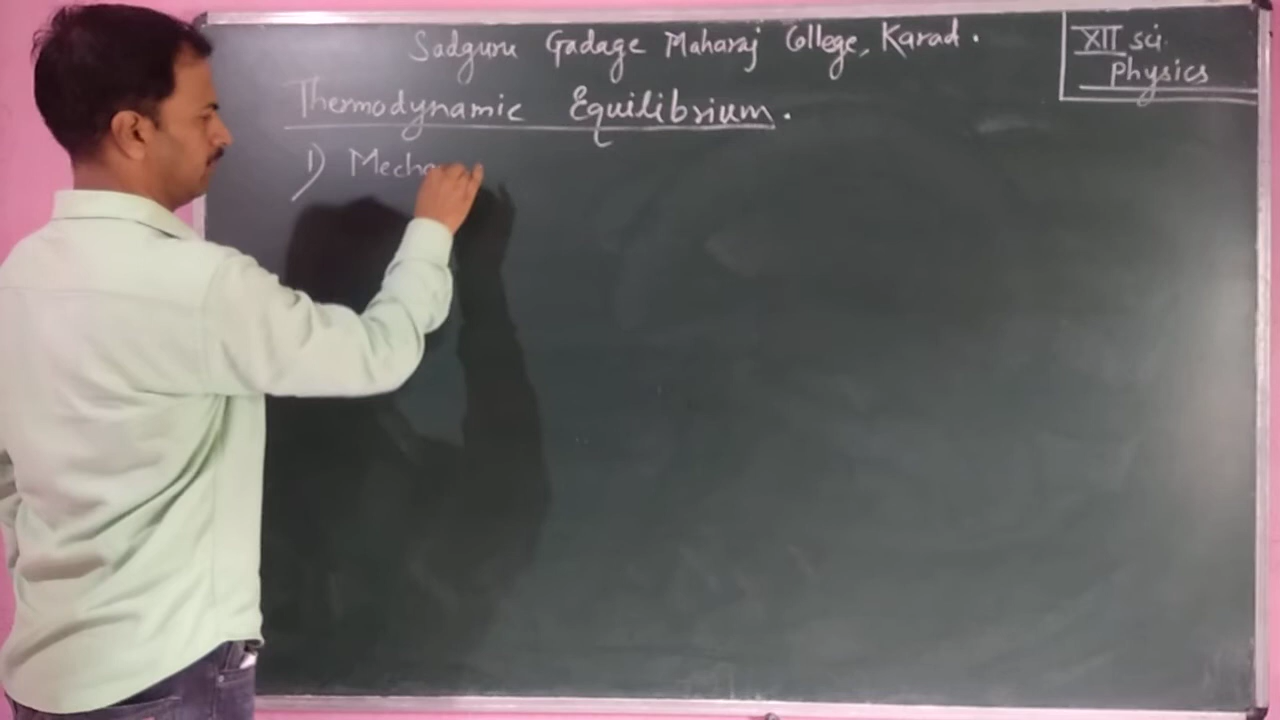 Sadguru Gadage Maharaj College, Karad.
XII sci.
Physics
Thermodynamic Equilibrium.
1) Mecha